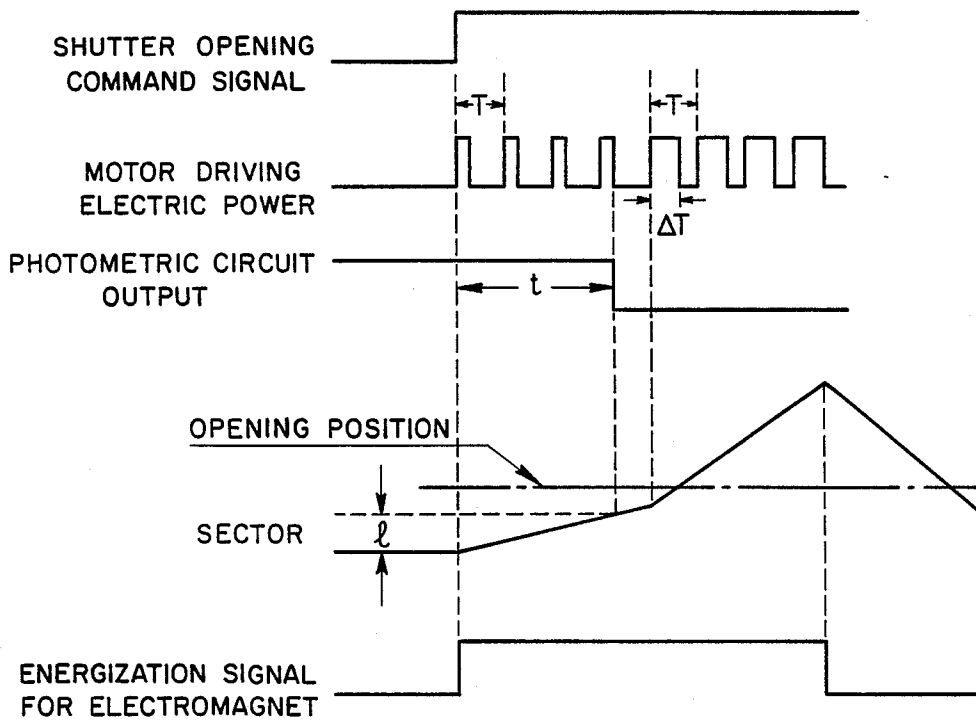 SHUTTER OPENING
COMMAND SIGNAL
T
T
MOTOR DRIVING
ELECTRIC POWER
ΔT
PHOTOMETRIC CIRCUIT
OUTPUT
t
OPENING POSITION
SECTOR
ℓ
ENERGIZATION SIGNAL
FOR ELECTROMAGNET